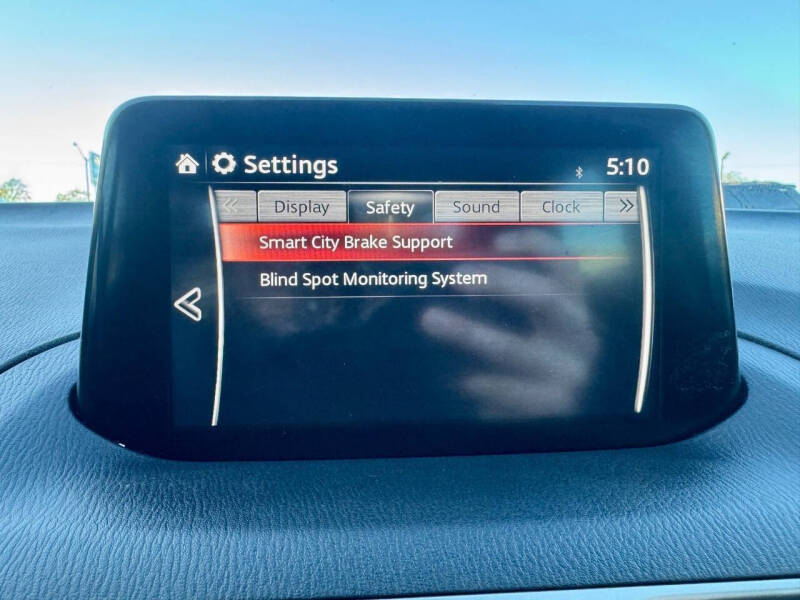 Settings 5:10
Display Safety Sound Clock
Smart City Brake Support
Blind Spot Monitoring System